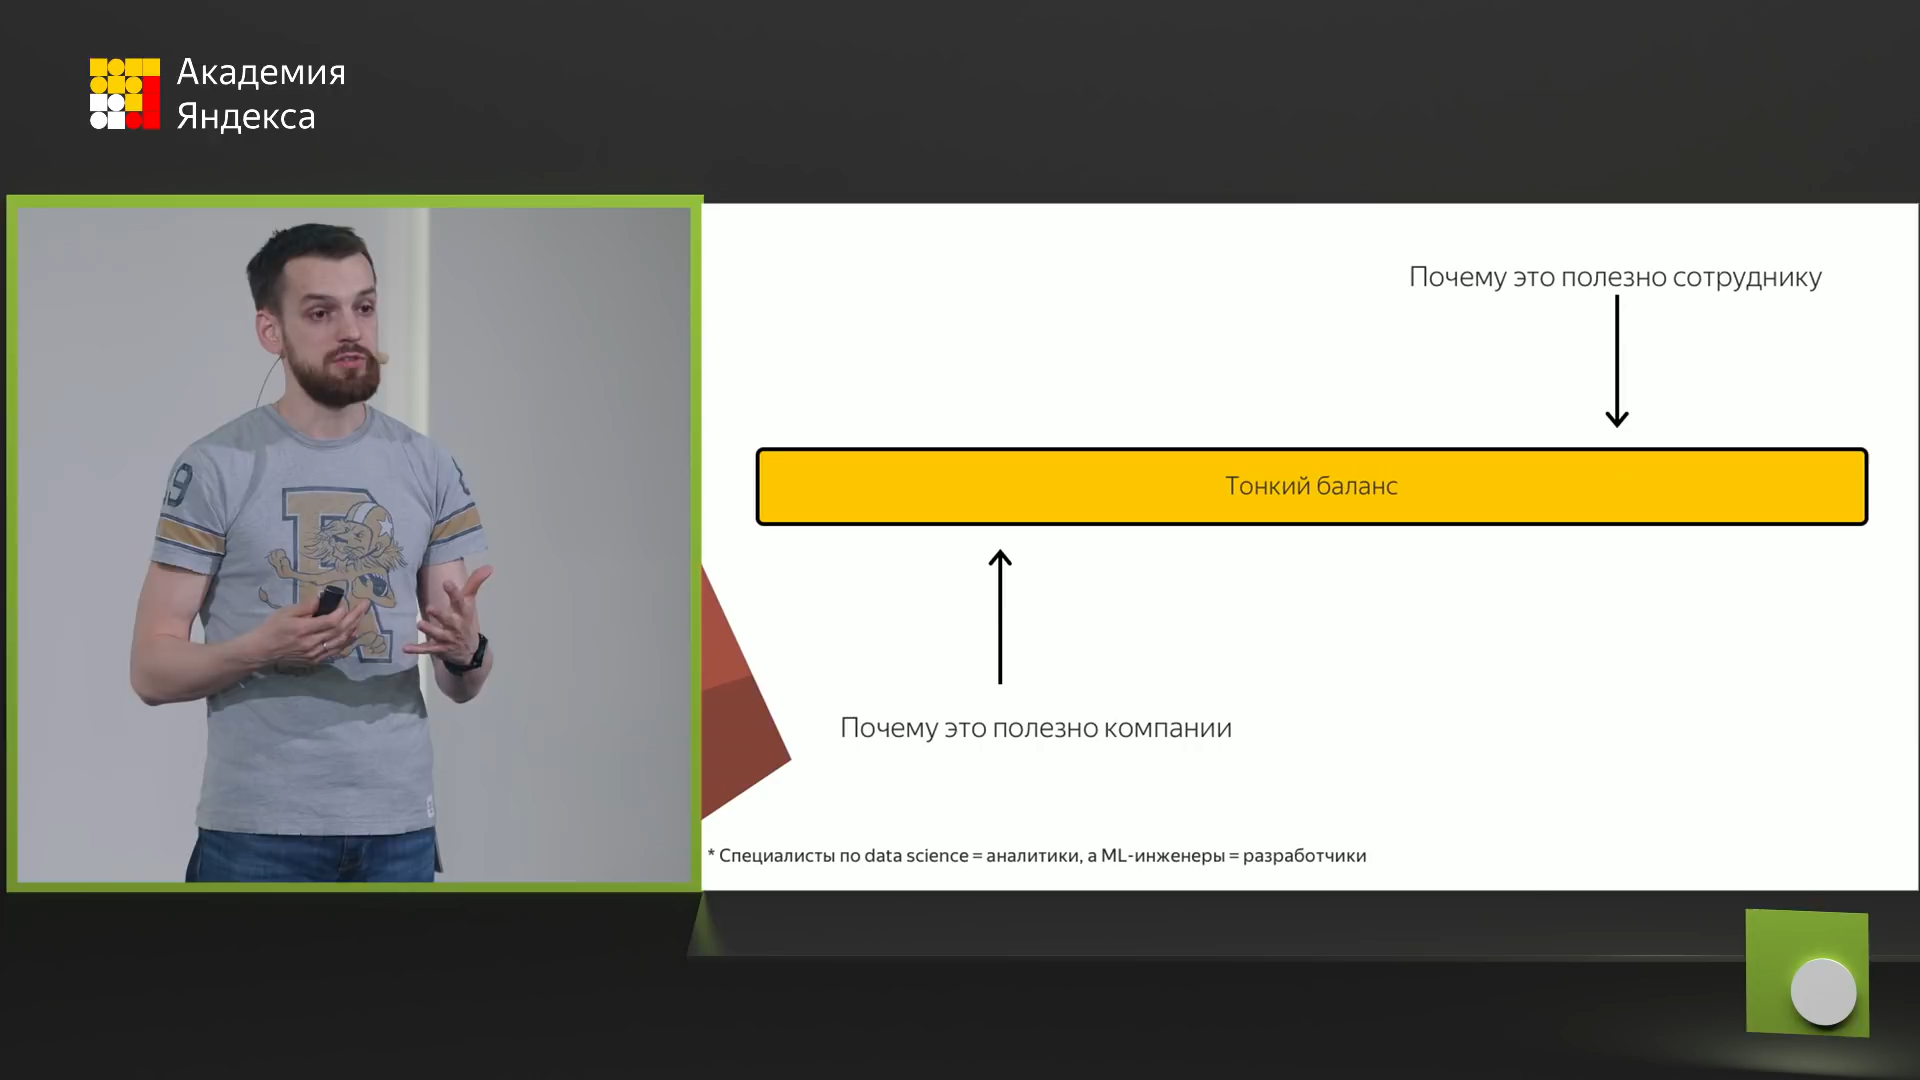 Академия
Яндекса
Почему это полезно сотруднику
Тонкий баланс
Почему это полезно компании
* Специалисты по data science = аналитики, а ML-инженеры = разработчики
9
R